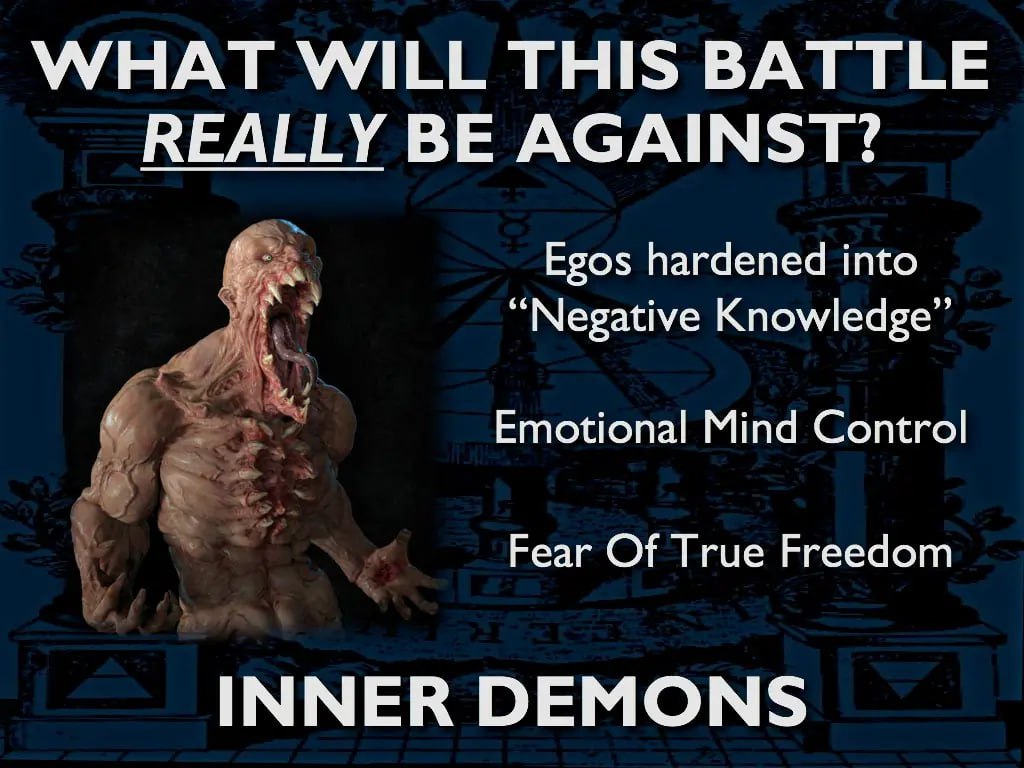 WHAT WILL THIS BATTLE
REALLY BE AGAINST?
Egos hardened into
“Negative Knowledge”
Emotional Mind Control
Fear Of True Freedom
INNER DEMONS